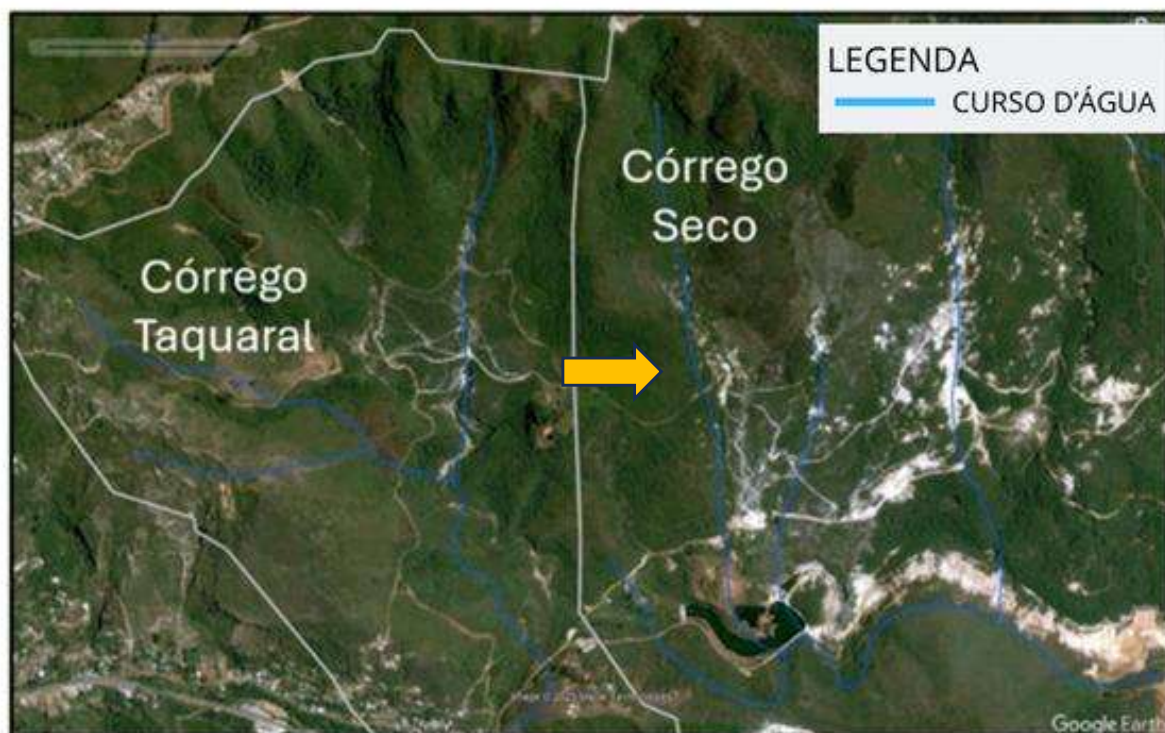 LEGENDA
CURSO D'ÁGUA
Córrego
Seco
Córrego
Taquaral
Google Earth